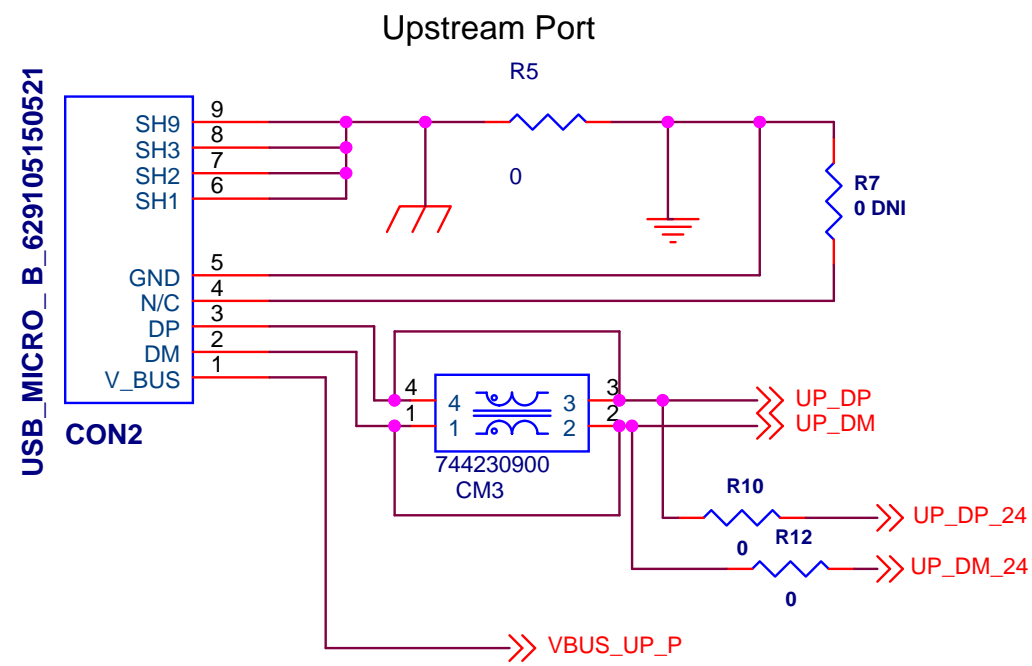 Upstream Port
USB_MICRO_B_629105150521
R5
0
9
SH9
8
SH3
7
SH2
6
SH1
R7
0 DNI
5
GND
4
N/C
3
DP
2
DM
1
V_BUS
CON2
4
4
3
3
1
1
2
2
UP_DP
UP_DM
744230900
CM3
R10
0
UP_DP_24
R12
0
UP_DM_24
VBUS_UP_P